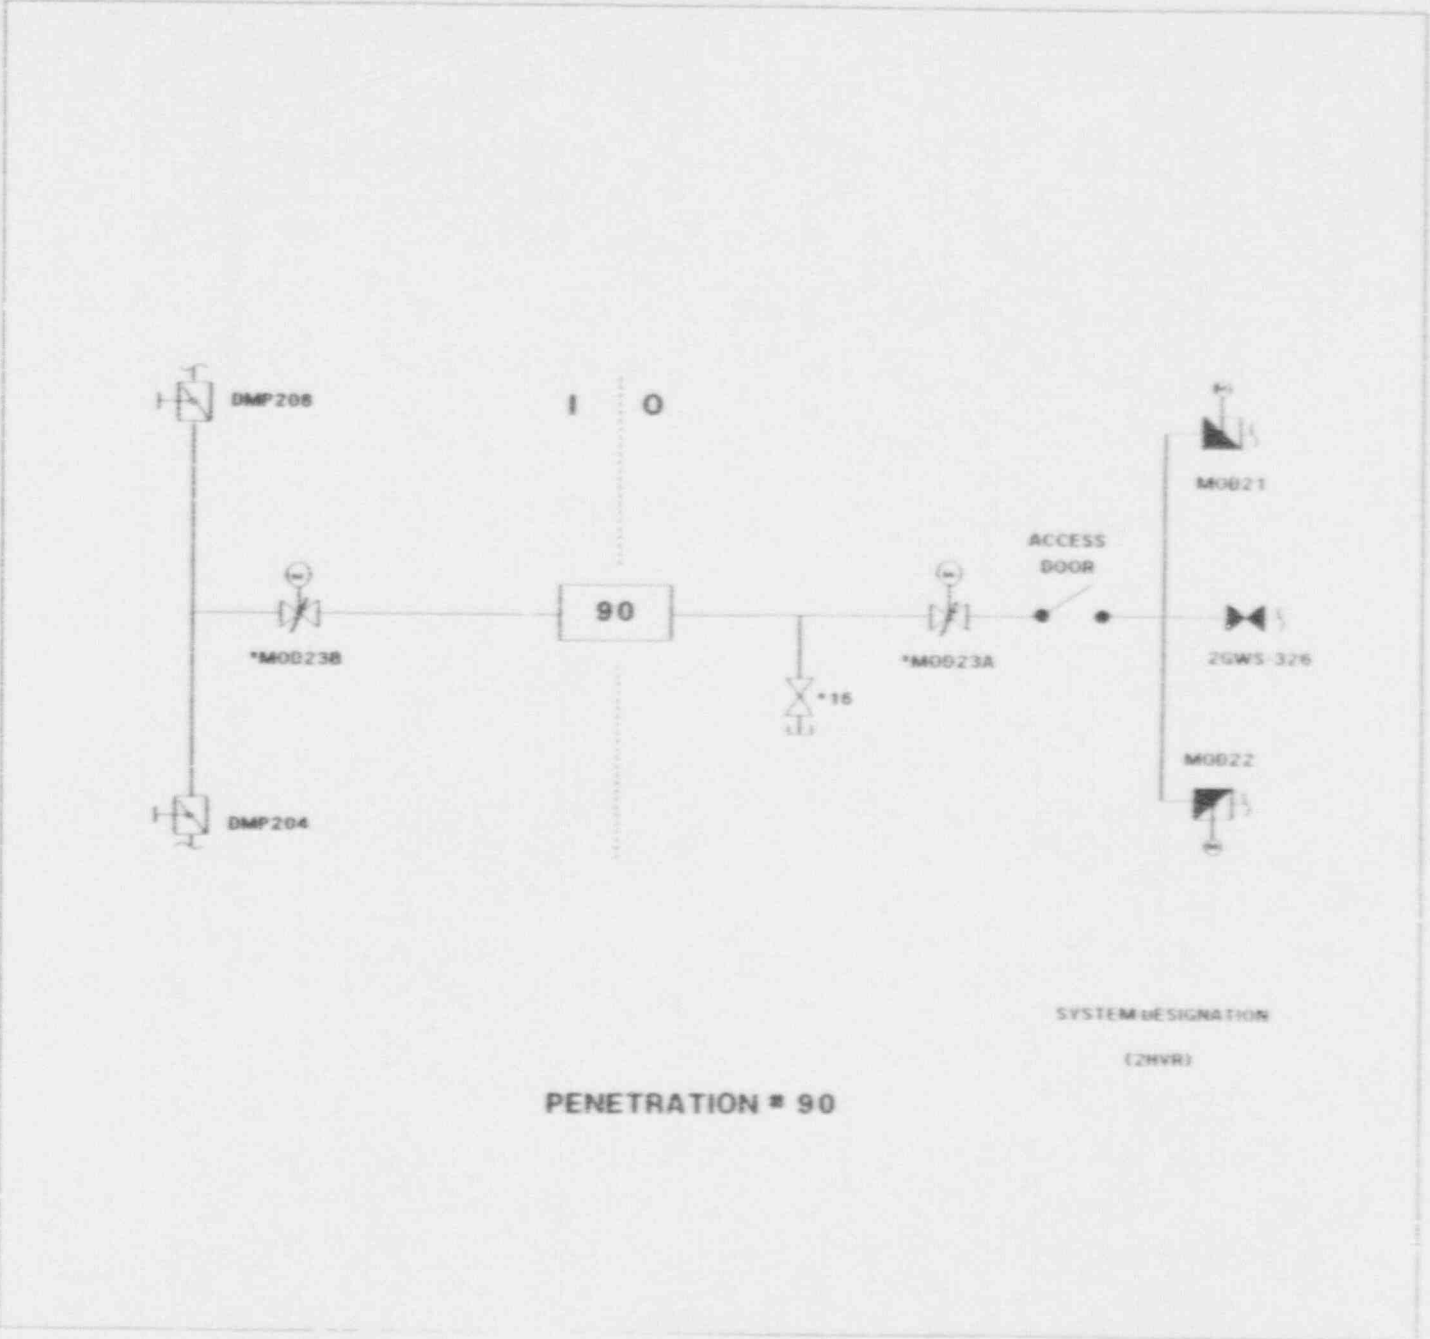 DMP208
I O
MOD21
ACCESS
DOOR
90
*MOD23B
*MOD23A
2GWS-326
*16
MOD22
DMP204
SYSTEM DESIGNATION
(2HVR)
PENETRATION # 90